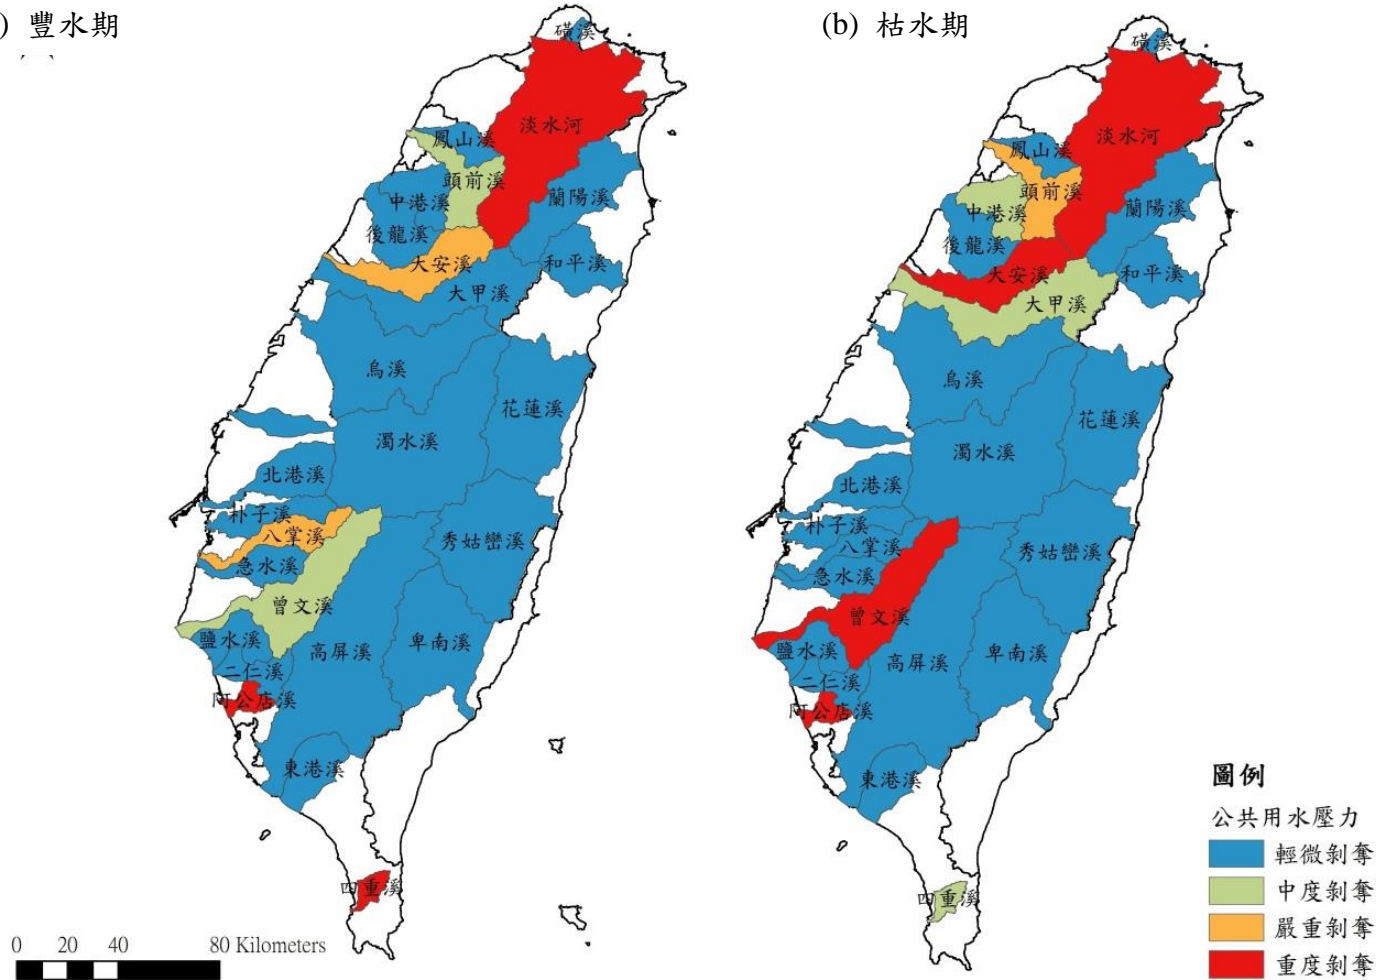 ) 豐水期
磺溪
淡水河
鳳山溪
頭前溪
中港溪
蘭陽溪
後龍溪
大安溪
和平溪
大甲溪
烏溪
花蓮溪
濁水溪
北港溪
朴子溪
八掌溪
秀姑巒溪
急水溪
曾文溪
鹽水溪
高屏溪
卑南溪
二仁溪
阿公店溪
東港溪
四重溪
0 20 40 80 Kilometers
(b) 枯水期
磺溪
淡水河
鳳山溪
頭前溪
中港溪
蘭陽溪
後龍溪
大安溪
和平溪
大甲溪
烏溪
花蓮溪
濁水溪
北港溪
朴子溪
八掌溪
秀姑巒溪
急水溪
曾文溪
鹽水溪
高屏溪
卑南溪
二仁溪
阿公店溪
東港溪
四重溪
圖例
公共用水壓力
輕微剝奪
中度剝奪
嚴重剝奪
重度剝奪